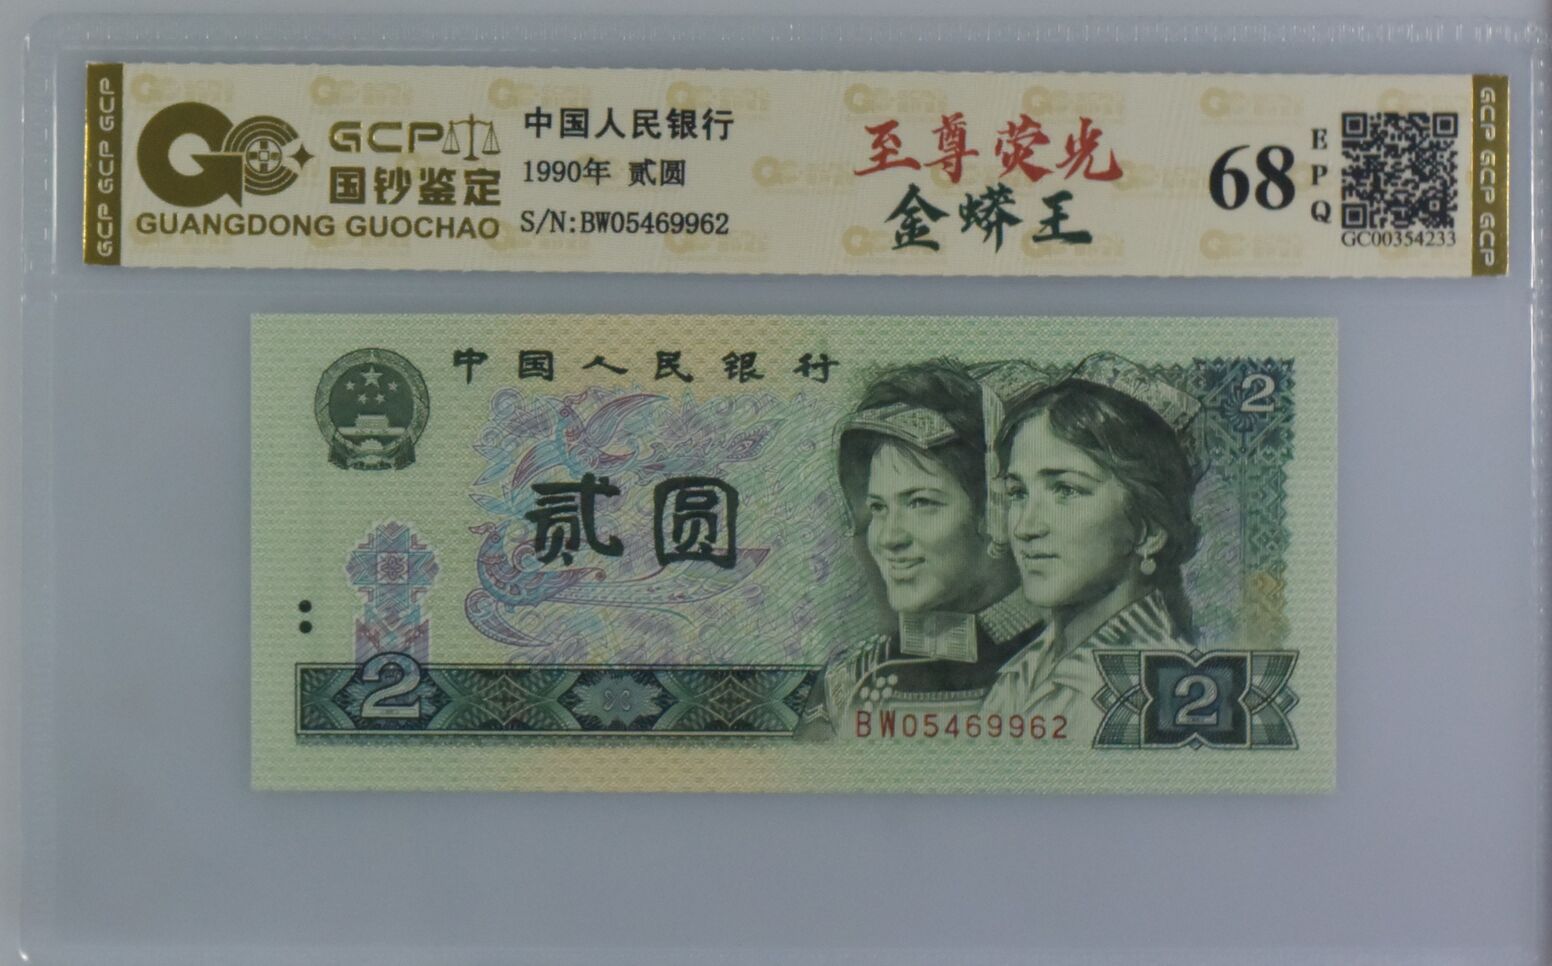 GCP GCP GCP
GCP
国钞鉴定
GUANGDONG GUOCHAO
中国人民银行
1990年 贰圆
S/N:BW05469962
至尊荧光
金蟒王
68
EPQ
GC00354233
GCP GCP GCP
中国人民银行
2
贰圆
2
BW05469962
2